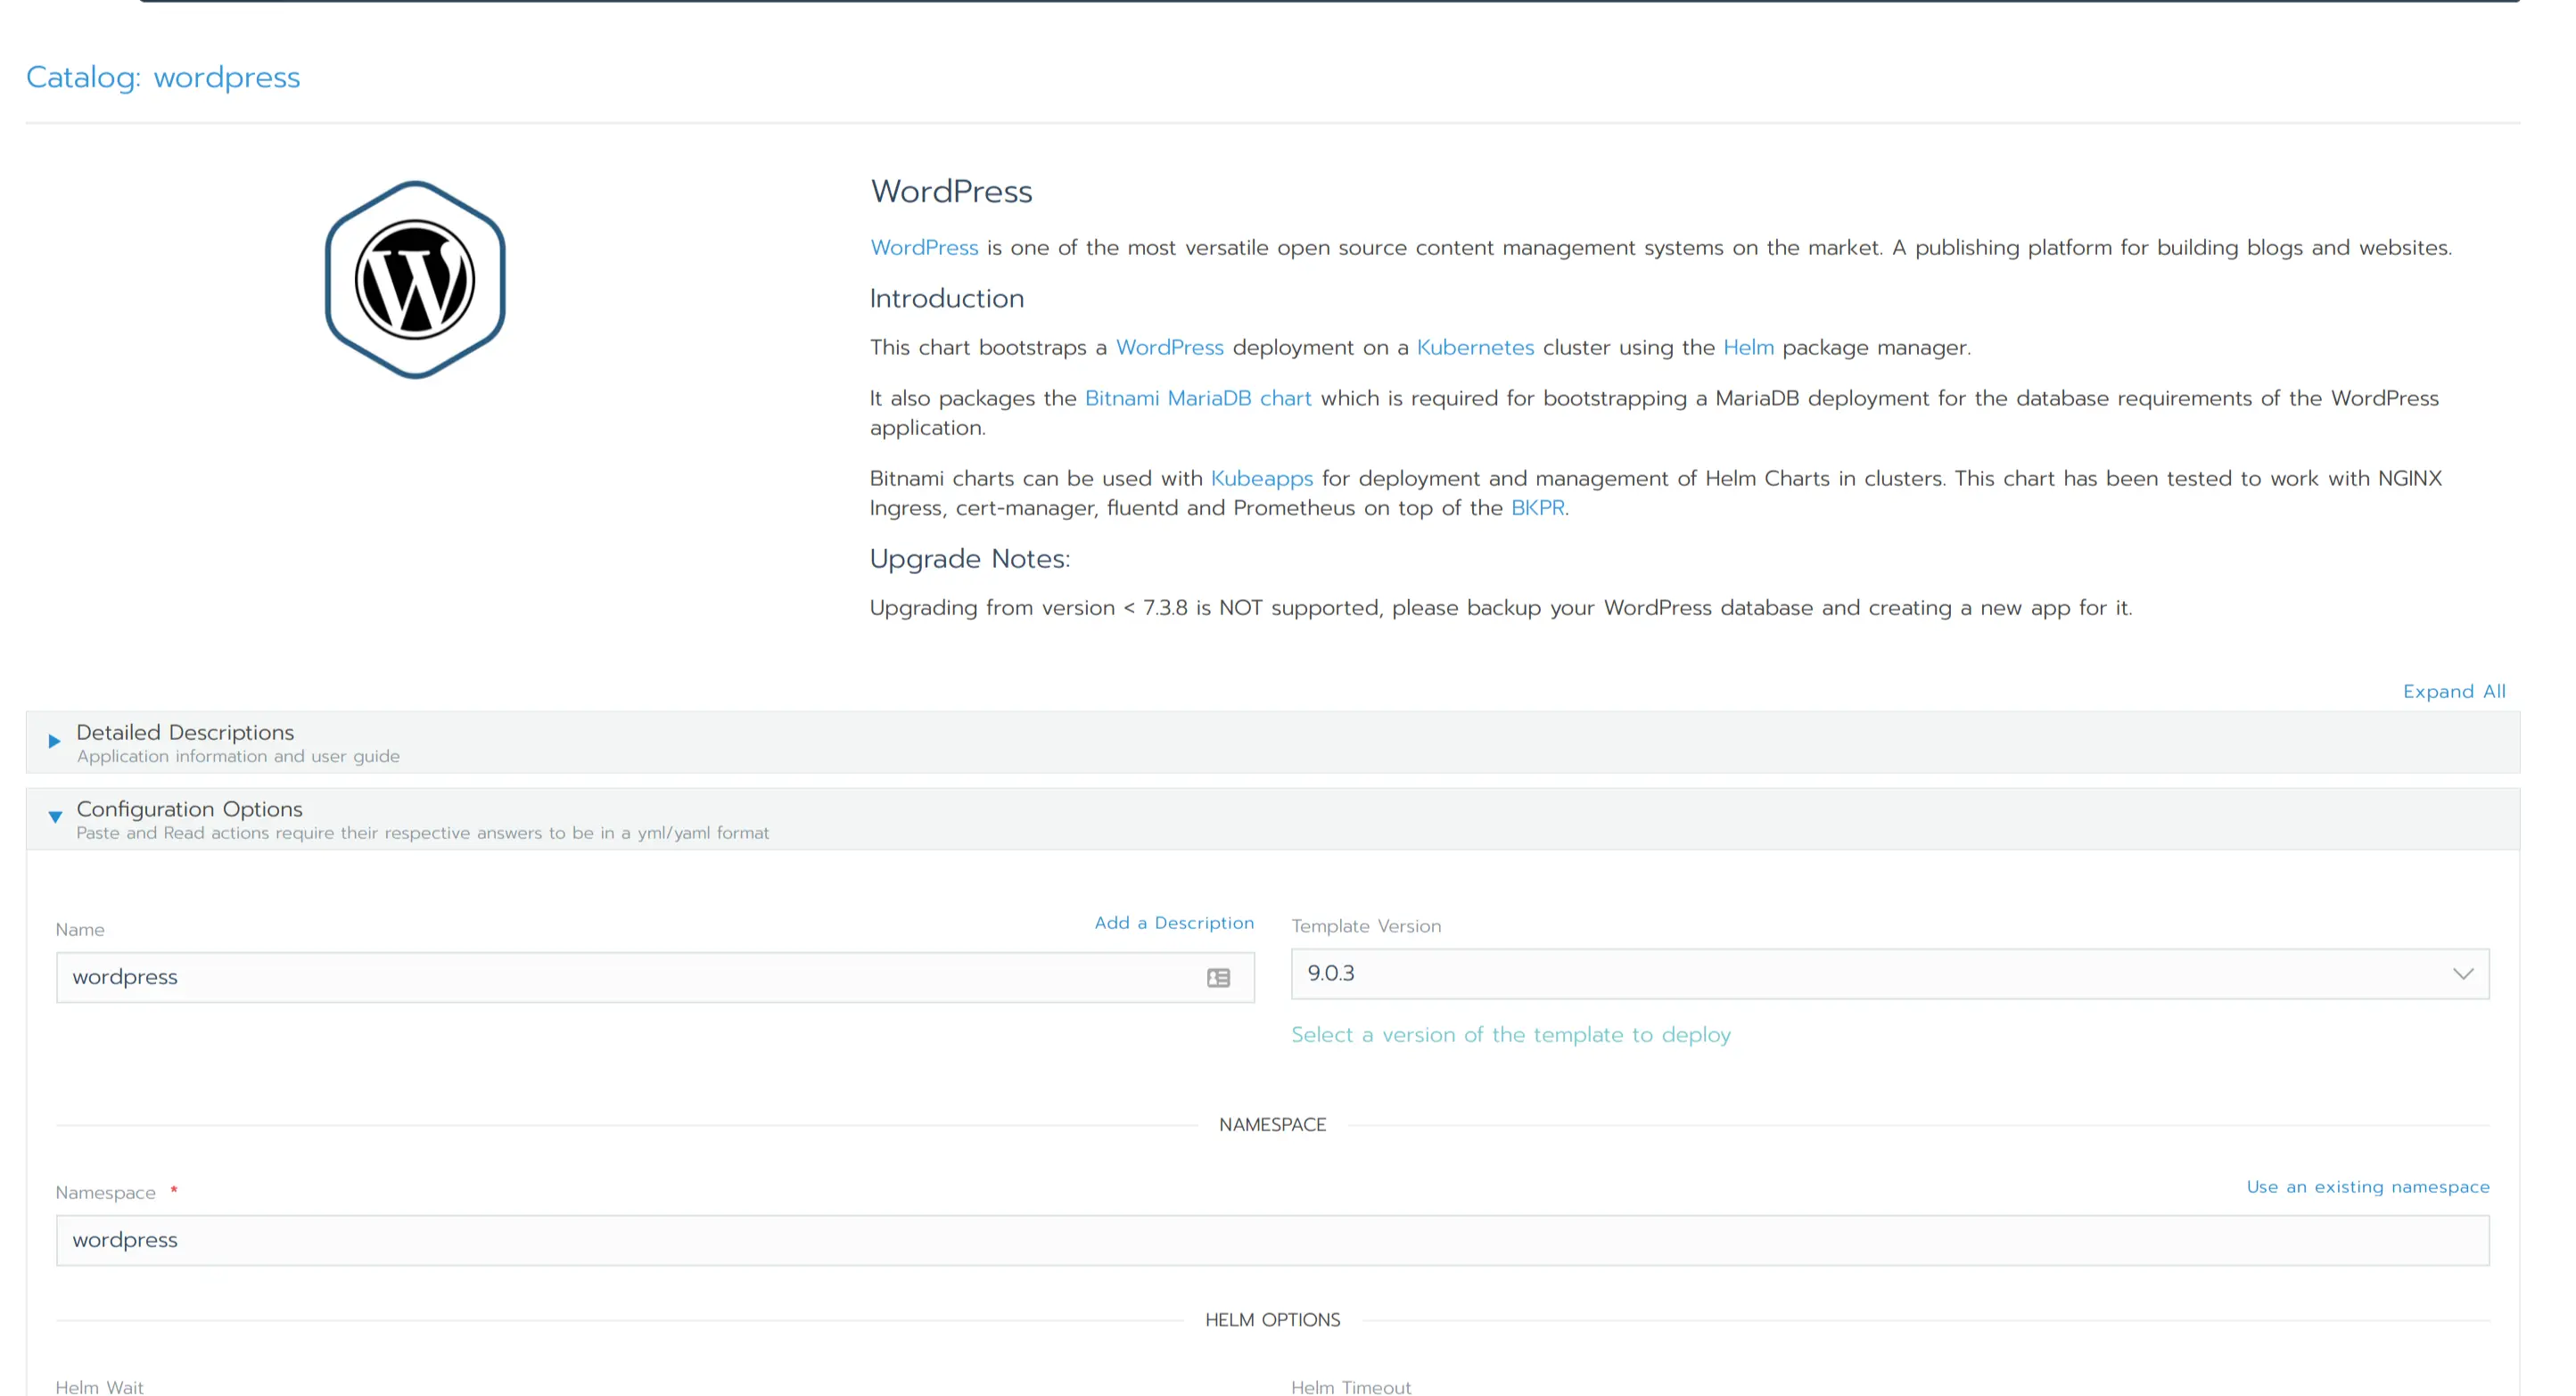 Catalog: wordpress
WordPress
WordPress is one of the most versatile open source content management systems on the market. A publishing platform for building blogs and websites.
Introduction
This chart bootstraps a WordPress deployment on a Kubernetes cluster using the Helm package manager.
It also packages the Bitnami MariaDB chart which is required for bootstrapping a MariaDB deployment for the database requirements of the WordPress
application.
Bitnami charts can be used with Kubeapps for deployment and management of Helm Charts in clusters. This chart has been tested to work with NGINX
Ingress, cert-manager, fluentd and Prometheus on top of the BKPR.
Upgrade Notes:
Upgrading from version < 7.3.8 is NOT supported, please backup your WordPress database and creating a new app for it.
Expand All
Detailed Descriptions
Application information and user guide
Configuration Options
Paste and Read actions require their respective answers to be in a yml/yaml format
Name
Add a Description
Template Version
wordpress
9.0.3
Select a version of the template to deploy
NAMESPACE
Namespace *
Use an existing namespace
wordpress
HELM OPTIONS
Helm Wait
Helm Timeout